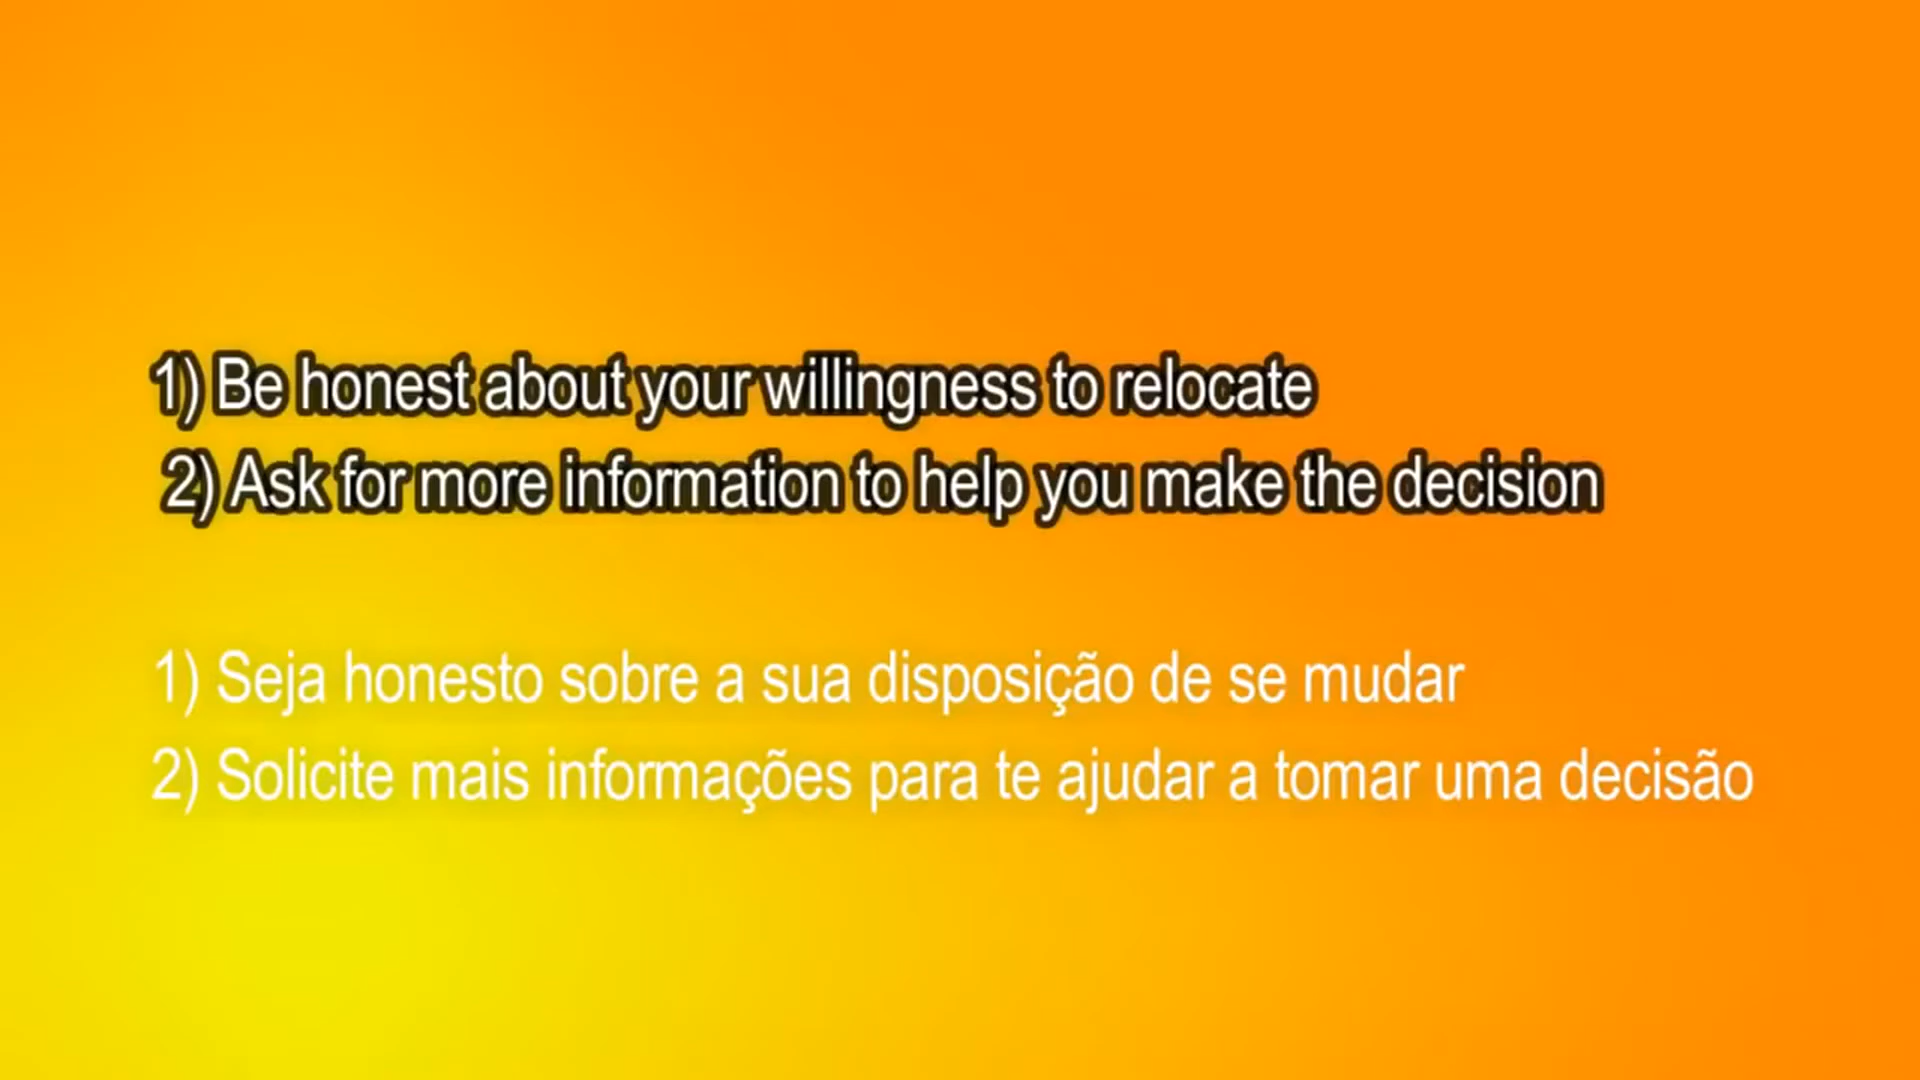 1) Be honest about your willingness to relocate
2) Ask for more information to help you make the decision
1) Seja honesto sobre a sua disposição de se mudar
2) Solicite mais informações para te ajudar a tomar uma decisão